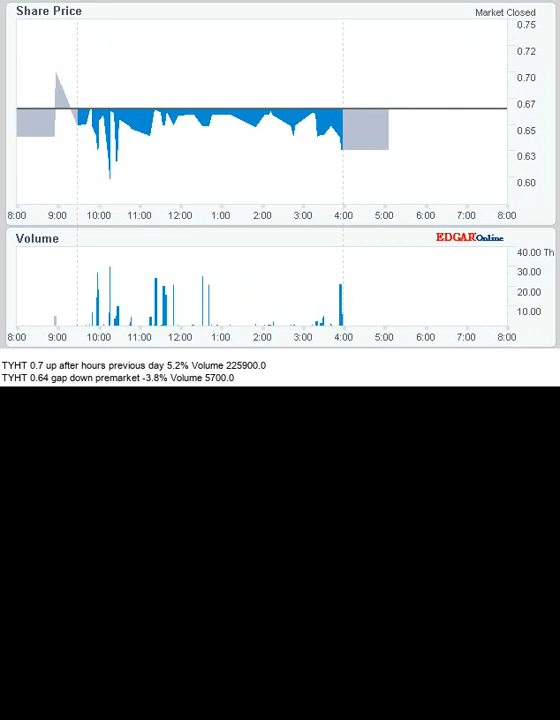 Share Price
Market Closed
0.75
0.72
0.70
0.67
0.65
0.63
0.60
8:00 9:00 10:00 11:00 12:00 1:00 2:00 3:00 4:00 5:00 6:00 7:00 8:00
Volume
EDGAR Online
40.00 Th
30.00
20.00
10.00
8:00 9:00 10:00 11:00 12:00 1:00 2:00 3:00 4:00 5:00 6:00 7:00 8:00
TYHT 0.7 up after hours previous day 5.2% Volume 225900.0
TYHT 0.64 gap down premarket -3.8% Volume 5700.0